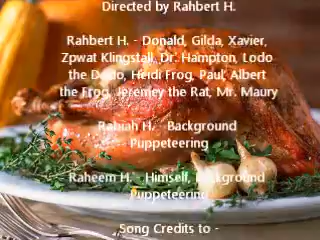 Directed by Rahbert H.
Rahbert H. - Donald, Gilda, Xavier,
Zpwat Klingstall, Dr. Hampton, Lodo
the Dodo, Heidi Frog, Paul, Albert
the Frog, Jeremey the Rat, Mr. Maury
Rabiah H. - Background
Puppeteering
Raheem H. - Himself, Background
Puppeteering
Song Credits to -